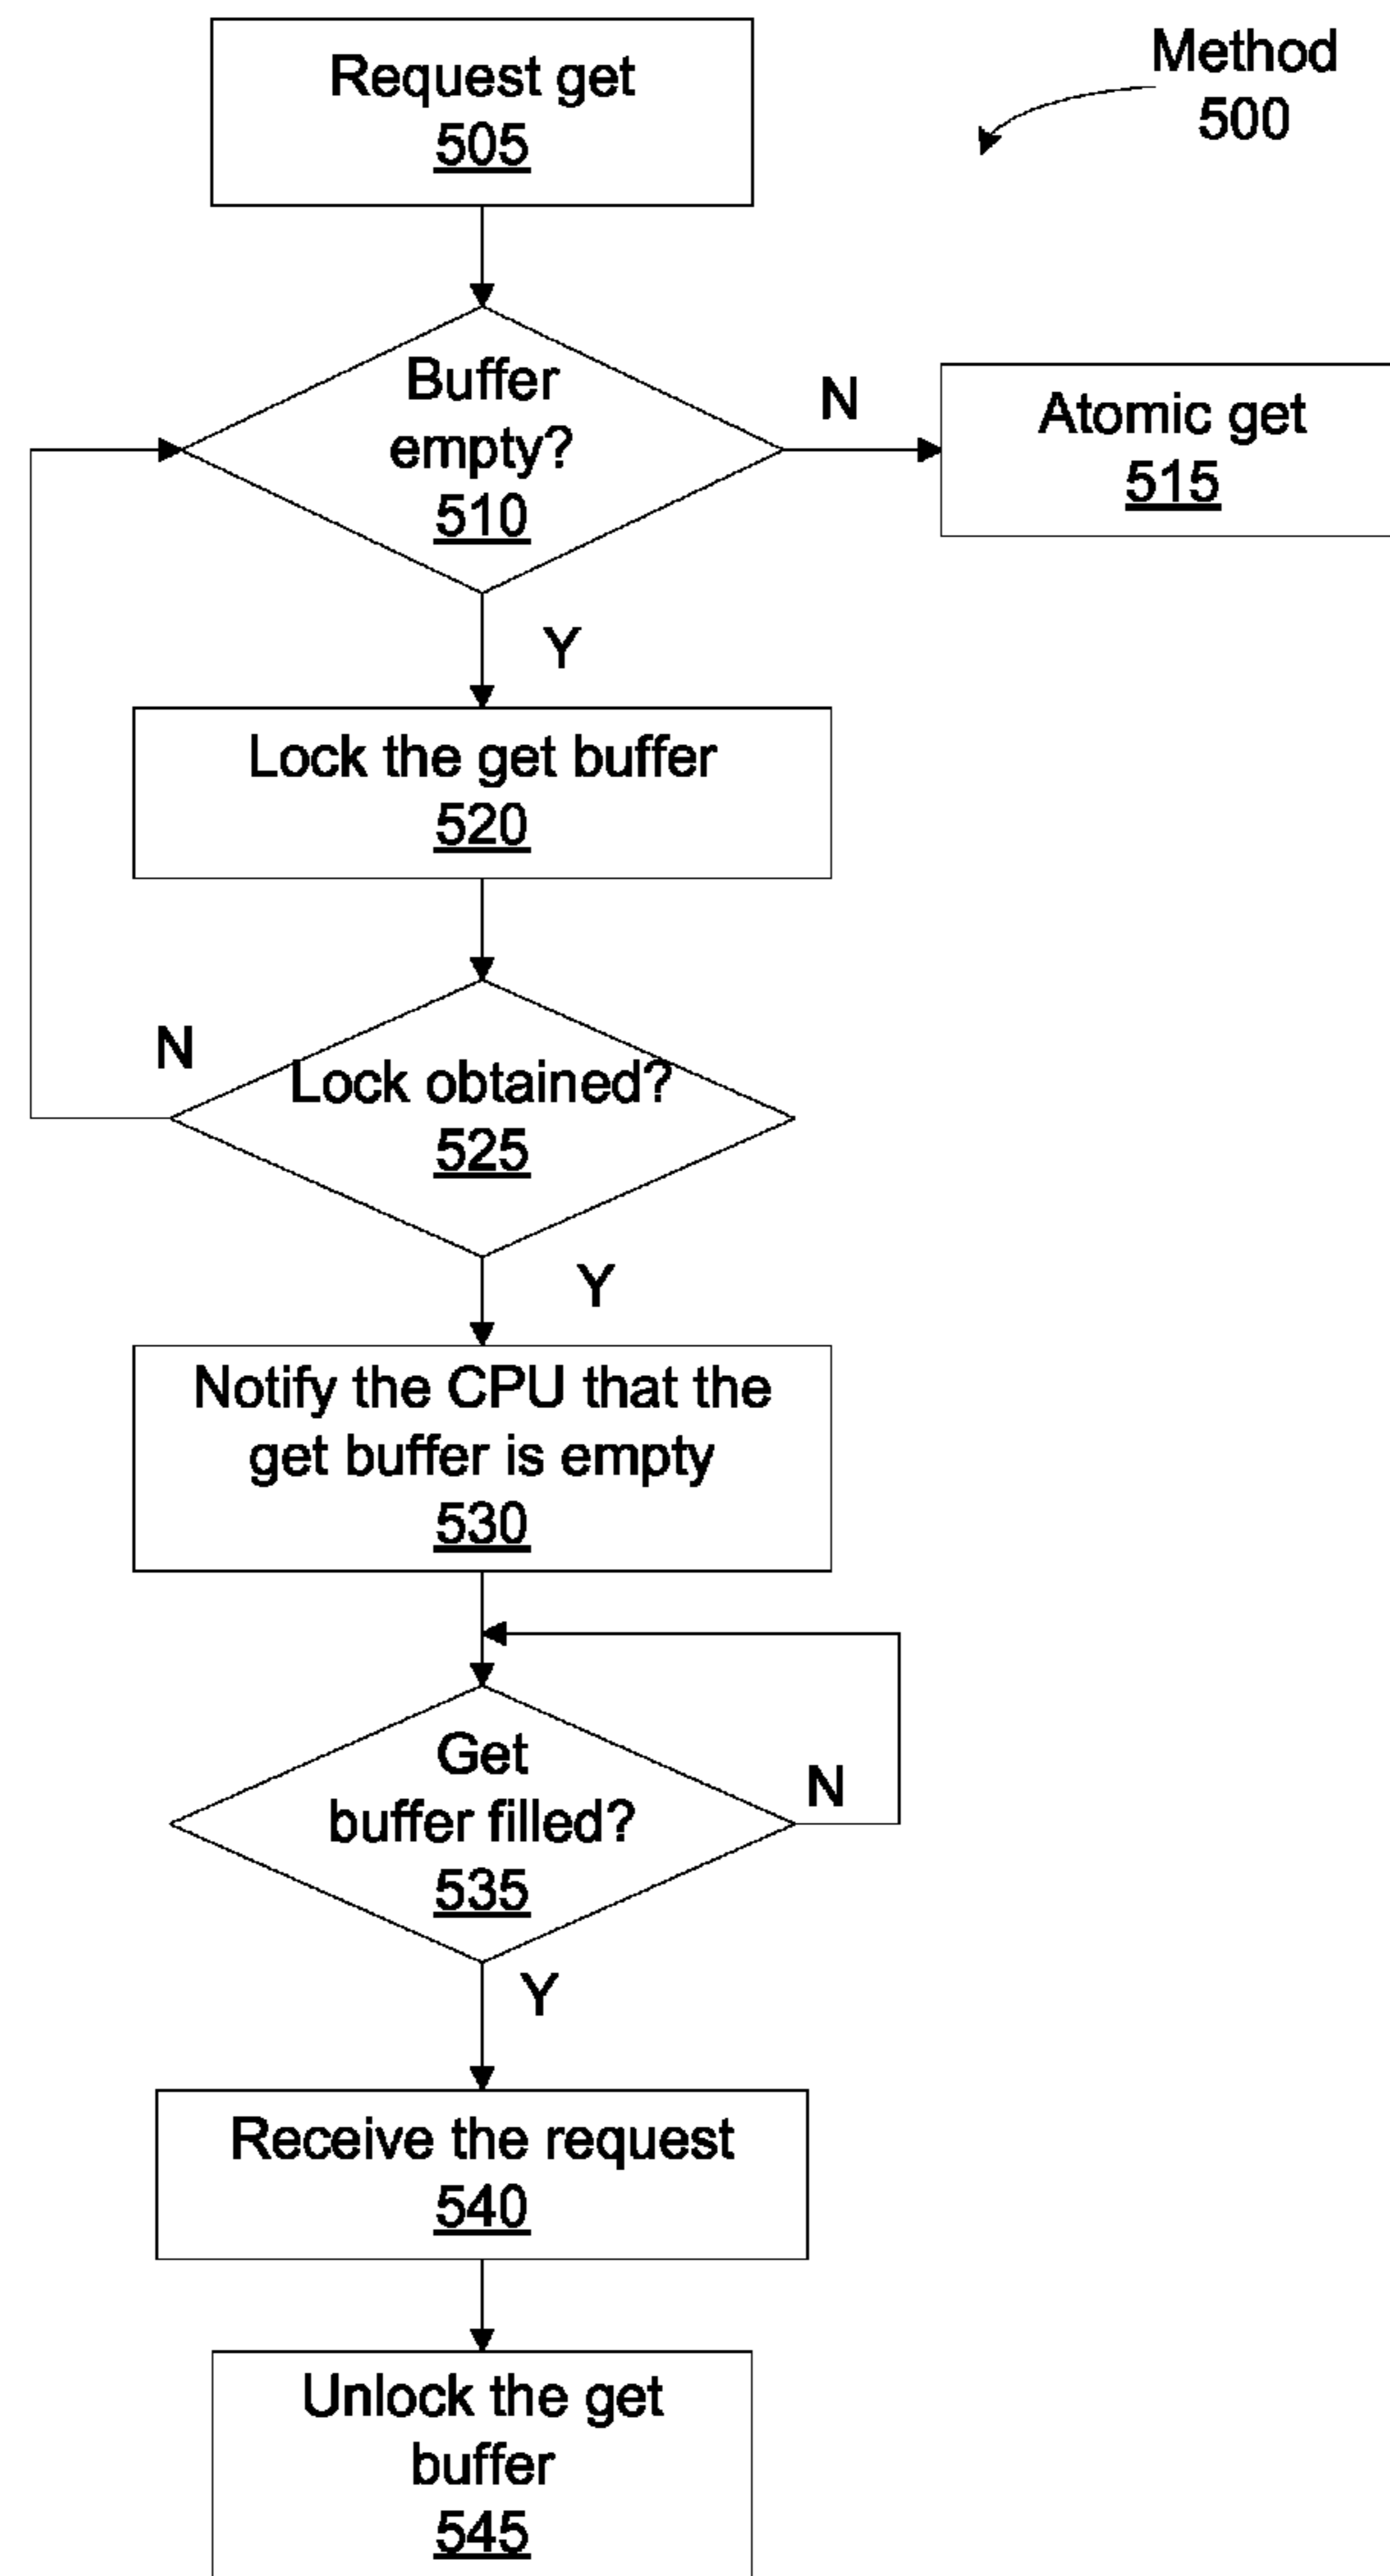 Request get
505
Method
500
Buffer
empty?
510
N
Atomic get
515
Y
Lock the get buffer
520
N
Lock obtained?
525
Y
Notify the CPU that the
get buffer is empty
530
Get
buffer filled?
535
N
Y
Receive the request
540
Unlock the get
buffer
545